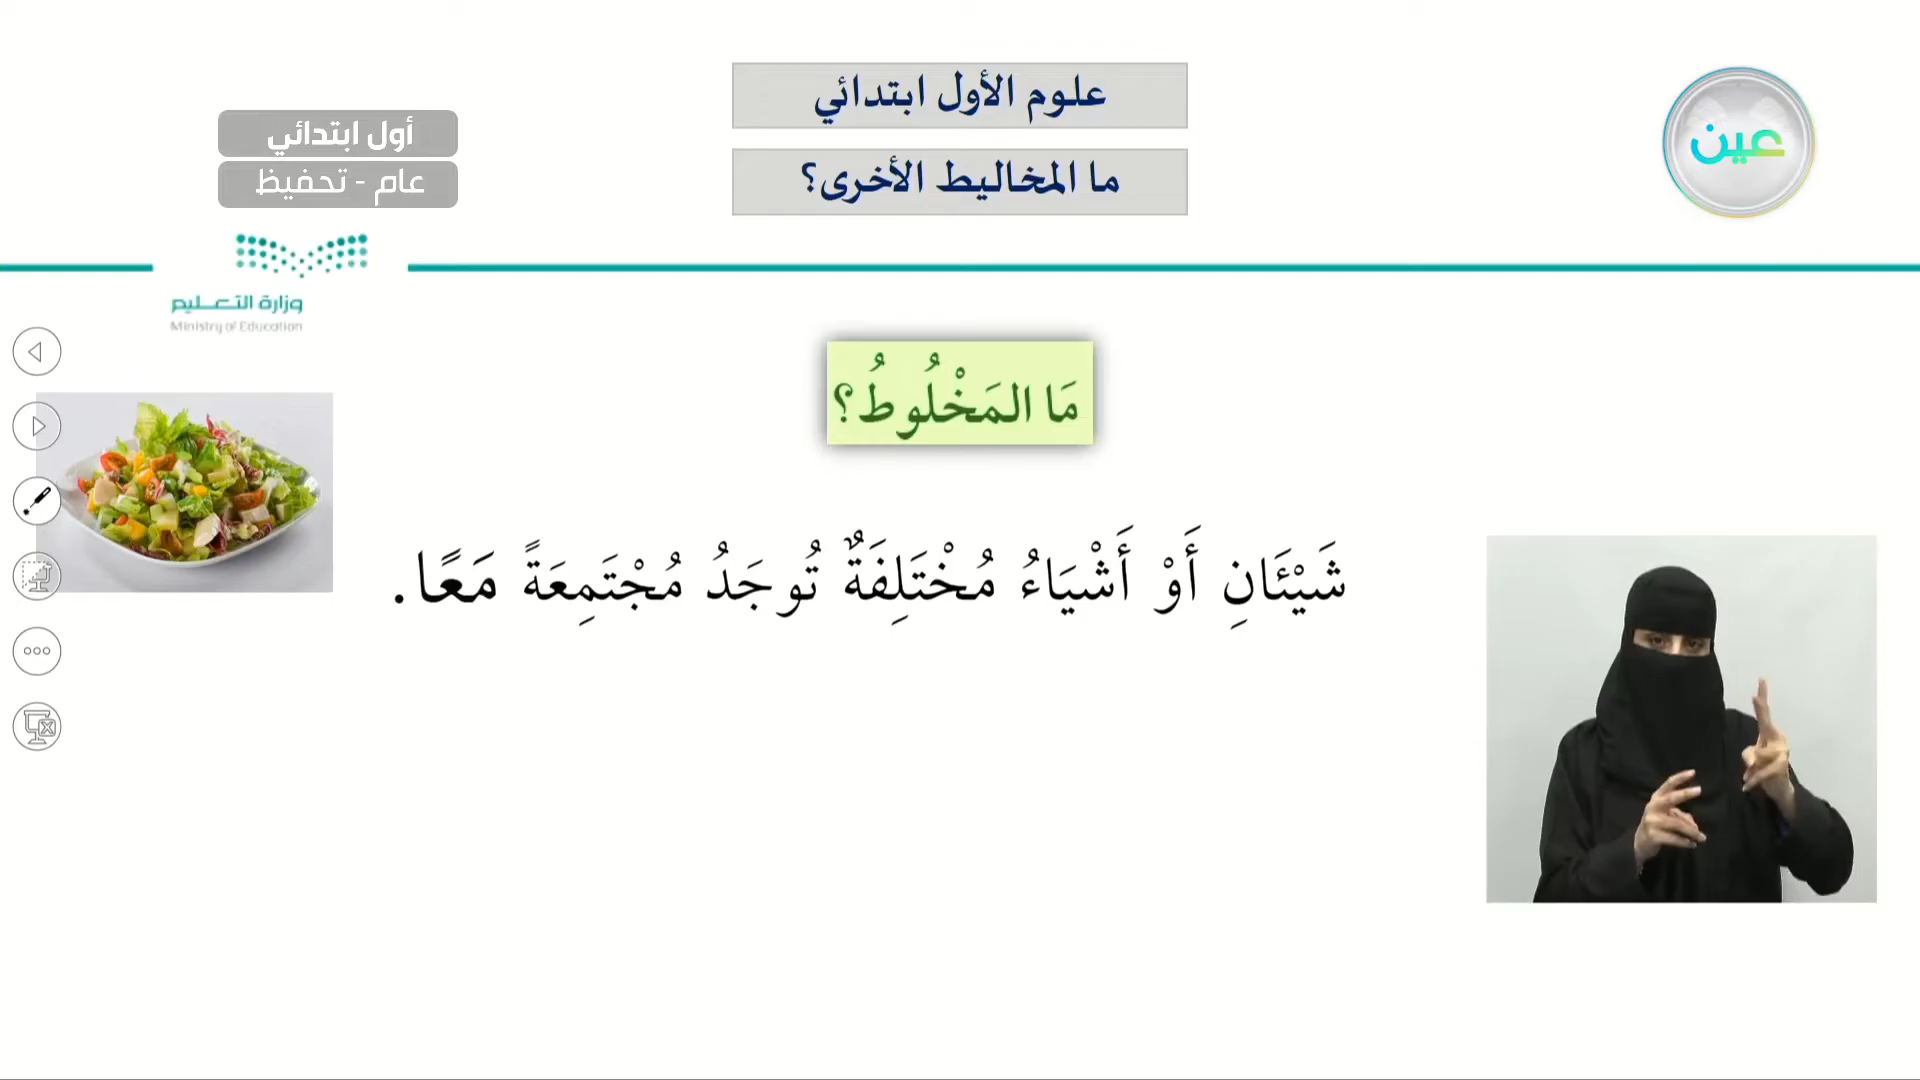 علوم الأول ابتدائي
ما المخاليط الأخرى؟
عين
أول ابتدائي
عام - تحفيظ
وزارة التعليم
Ministry of Education
مَا المَخْلُوطُ؟
شَيْئَانِ أَوْ أَشْيَاءُ مُخْتَلِفَةٌ تُوجَدُ مُجْتَمِعَةً مَعًا.